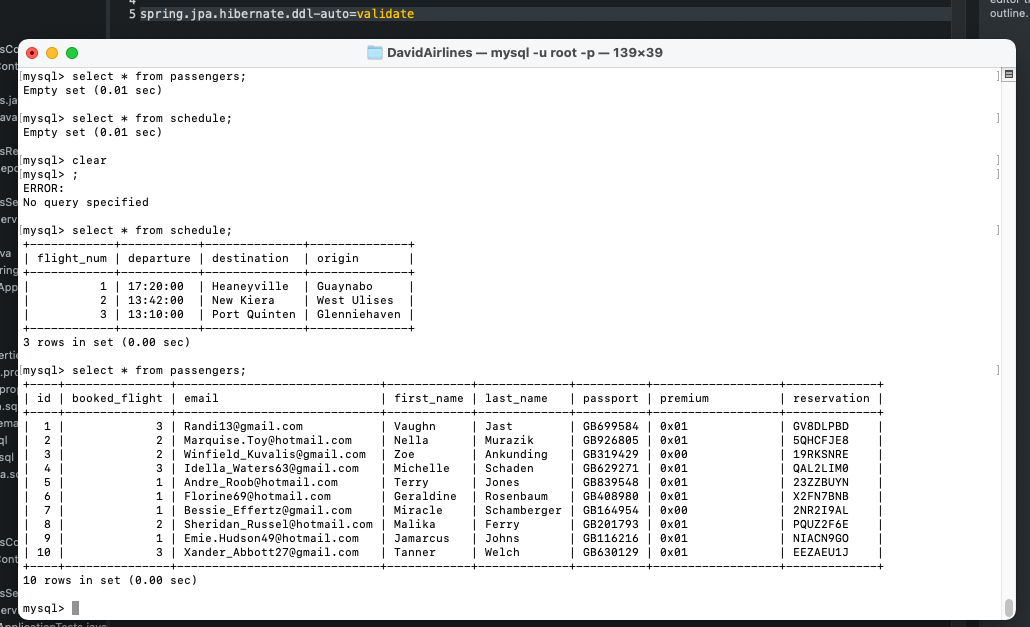 4
5 spring.jpa.hibernate.ddl-auto=validate
outline.
DavidAirlines — mysql -u root -p — 139×39
[mysql> select * from passengers; ]
Empty set (0.01 sec)
[mysql> select * from schedule; ]
Empty set (0.01 sec)
[mysql> clear ]
[mysql> ; ]
ERROR:
No query specified
[mysql> select * from schedule; ]
+------------+-----------+--------------+--------------+
| flight_num | departure | destination | origin |
+------------+-----------+--------------+--------------+
| 1 | 17:20:00 | Heaneyville | Guaynabo |
| 2 | 13:42:00 | New Kiera | West Ulises |
| 3 | 13:10:00 | Port Quinten | Glenniehaven |
+------------+-----------+--------------+--------------+
3 rows in set (0.00 sec)
[mysql> select * from passengers; ]
+----+---------------+-----------------------------+------------+-------------+----------+------------------+-------------+
| id | booked_flight | email | first_name | last_name | passport | premium | reservation |
+----+---------------+-----------------------------+------------+-------------+----------+------------------+-------------+
| 1 | 3 | Randi13@gmail.com | Vaughn | Jast | GB699584 | 0x01 | GV8DLPBD |
| 2 | 2 | Marquise.Toy@hotmail.com | Nella | Murazik | GB926805 | 0x01 | 5QHCFJE8 |
| 3 | 2 | Winfield_Kuvalis@gmail.com | Zoe | Ankunding | GB319429 | 0x00 | 19RKSNRE |
| 4 | 3 | Idella_Waters63@gmail.com | Michelle | Schaden | GB629271 | 0x01 | QAL2LIM0 |
| 5 | 1 | Andre_Roob@hotmail.com | Terry | Jones | GB839548 | 0x01 | 23ZZBUYN |
| 6 | 1 | Florine69@hotmail.com | Geraldine | Rosenbaum | GB408980 | 0x01 | X2FN7BNB |
| 7 | 1 | Bessie_Effertz@gmail.com | Miracle | Schamberger | GB164954 | 0x00 | 2NR2I9AL |
| 8 | 2 | Sheridan_Russel@hotmail.com | Malika | Ferry | GB201793 | 0x01 | PQUZ2F6E |
| 9 | 1 | Emie.Hudson49@hotmail.com | Jamarcus | Johns | GB116216 | 0x01 | NIACN9GO |
| 10 | 3 | Xander_Abbott27@gmail.com | Tanner | Welch | GB630129 | 0x01 | EEZAEU1J |
+----+---------------+-----------------------------+------------+-------------+----------+------------------+-------------+
10 rows in set (0.00 sec)
mysql>